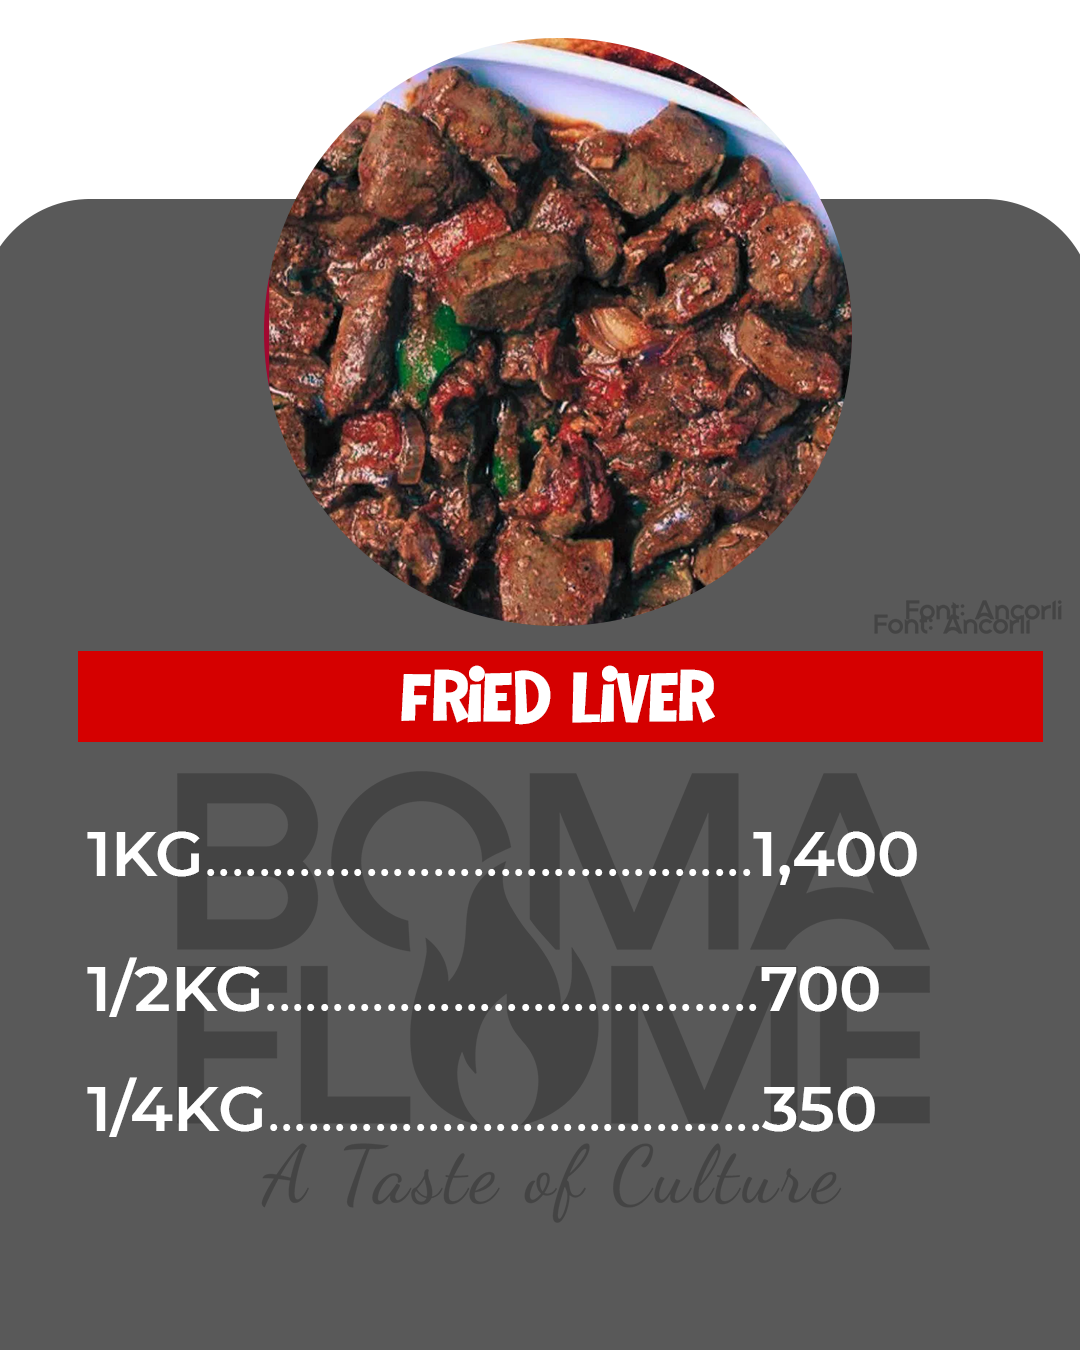 Font: Ancorli
Font: Ancorli
FRiED LiVER
BOMA
1KG.................................................1,400
FLOME
1/2KG............................................700
1/4KG............................................350
A Taste of Culture